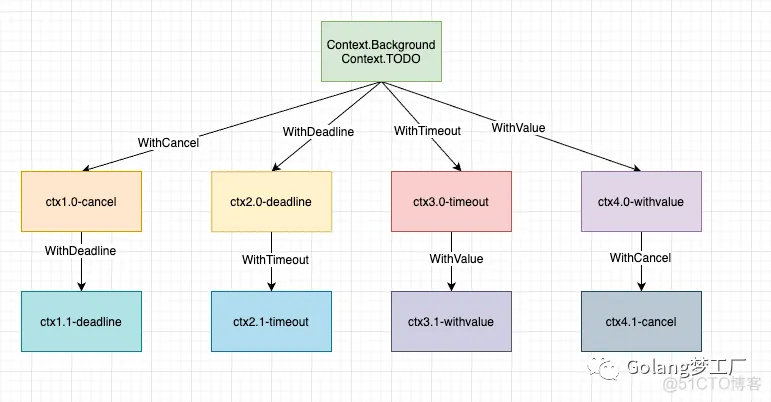 Context.Background
Context.TODO
WithCancel
WithDeadline
WithTimeout
WithValue
ctx1.0-cancel
ctx2.0-deadline
ctx3.0-timeout
ctx4.0-withvalue
WithDeadline
WithTimeout
WithValue
WithCancel
ctx1.1-deadline
ctx2.1-timeout
ctx3.1-withvalue
ctx4.1-cancel
Golang梦工厂
@51CTO博客